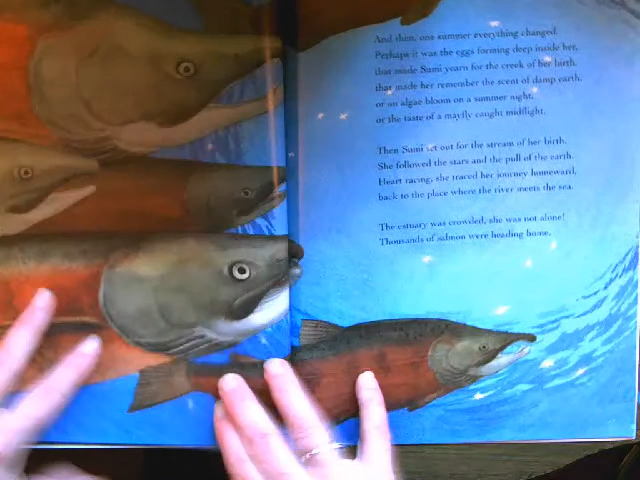 And then, one summer everything changed.
Perhaps it was the eggs forming deep inside her,
that made Sumi yearn for the creek of her birth,
that made her remember the scent of damp earth,
or an algae bloom on a summer night,
or the taste of a mayfly caught midflight.
Then Sumi set out for the stream of her birth.
She followed the stars and the pull of the earth.
Heart racing, she traced her journey homeward,
back to the place where the river meets the sea.
The estuary was crowded, she was not alone!
Thousands of salmon were heading home.